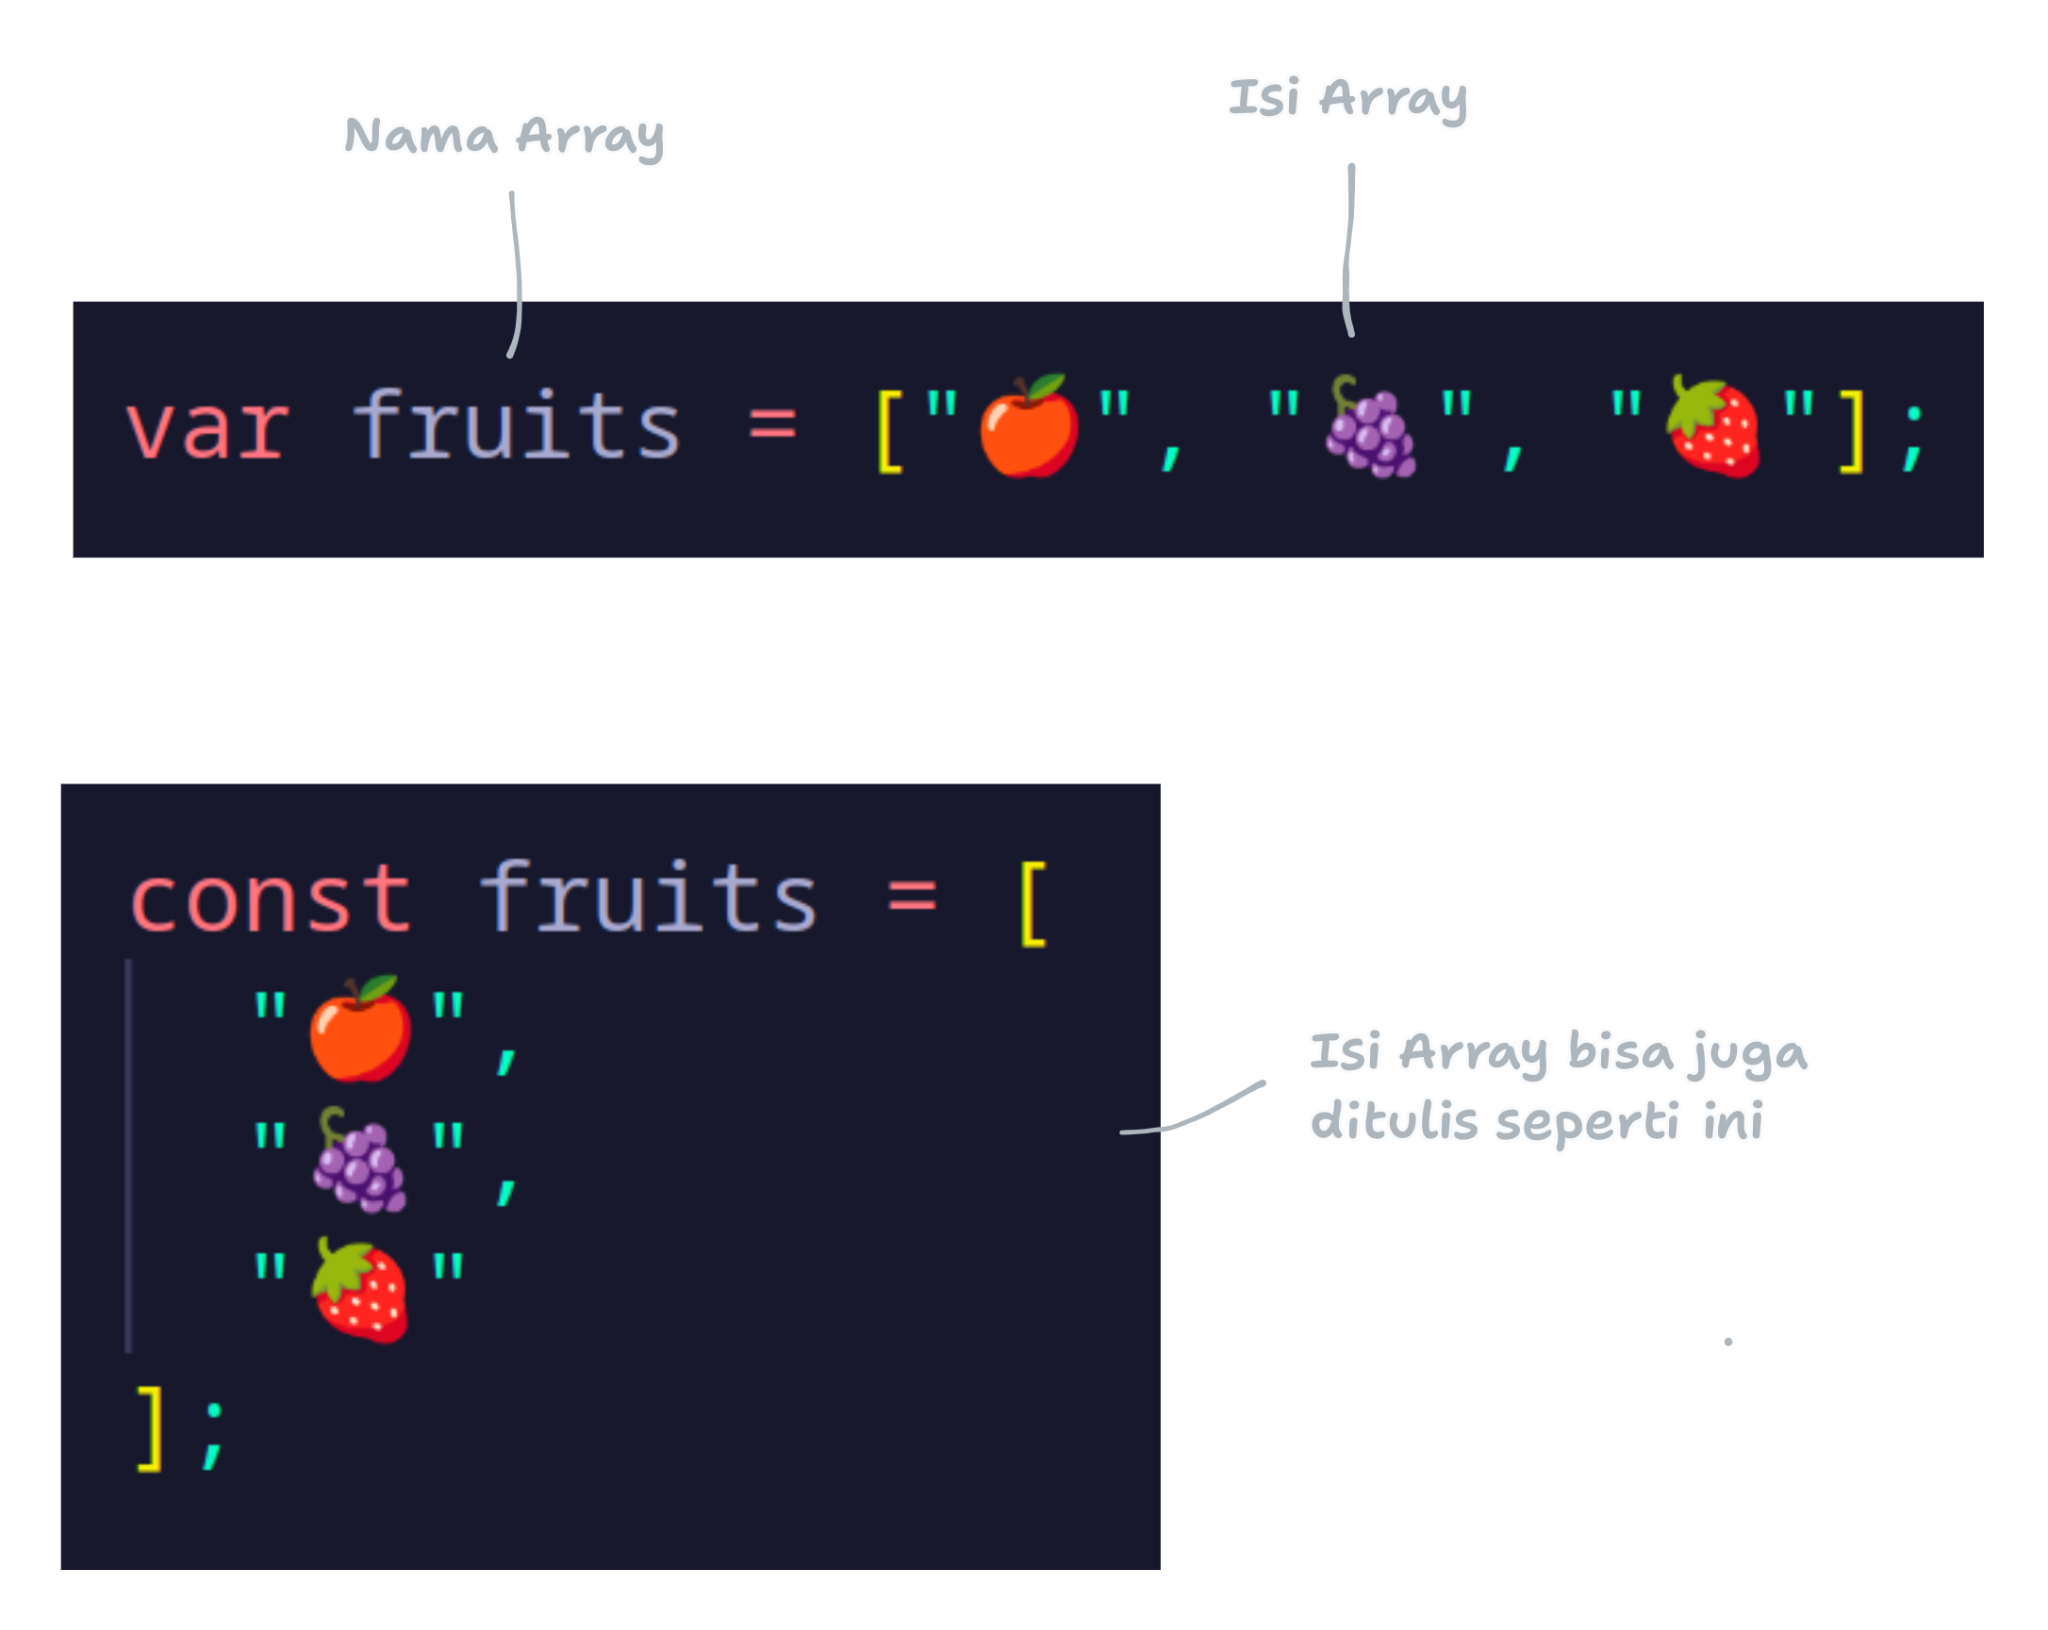 Nama Array
Isi Array
var fruits = ["🍎", "🍇", "🍓"];
const fruits = [
"🍎",
"🍇",
"🍓"
];
Isi Array bisa juga
ditulis seperti ini